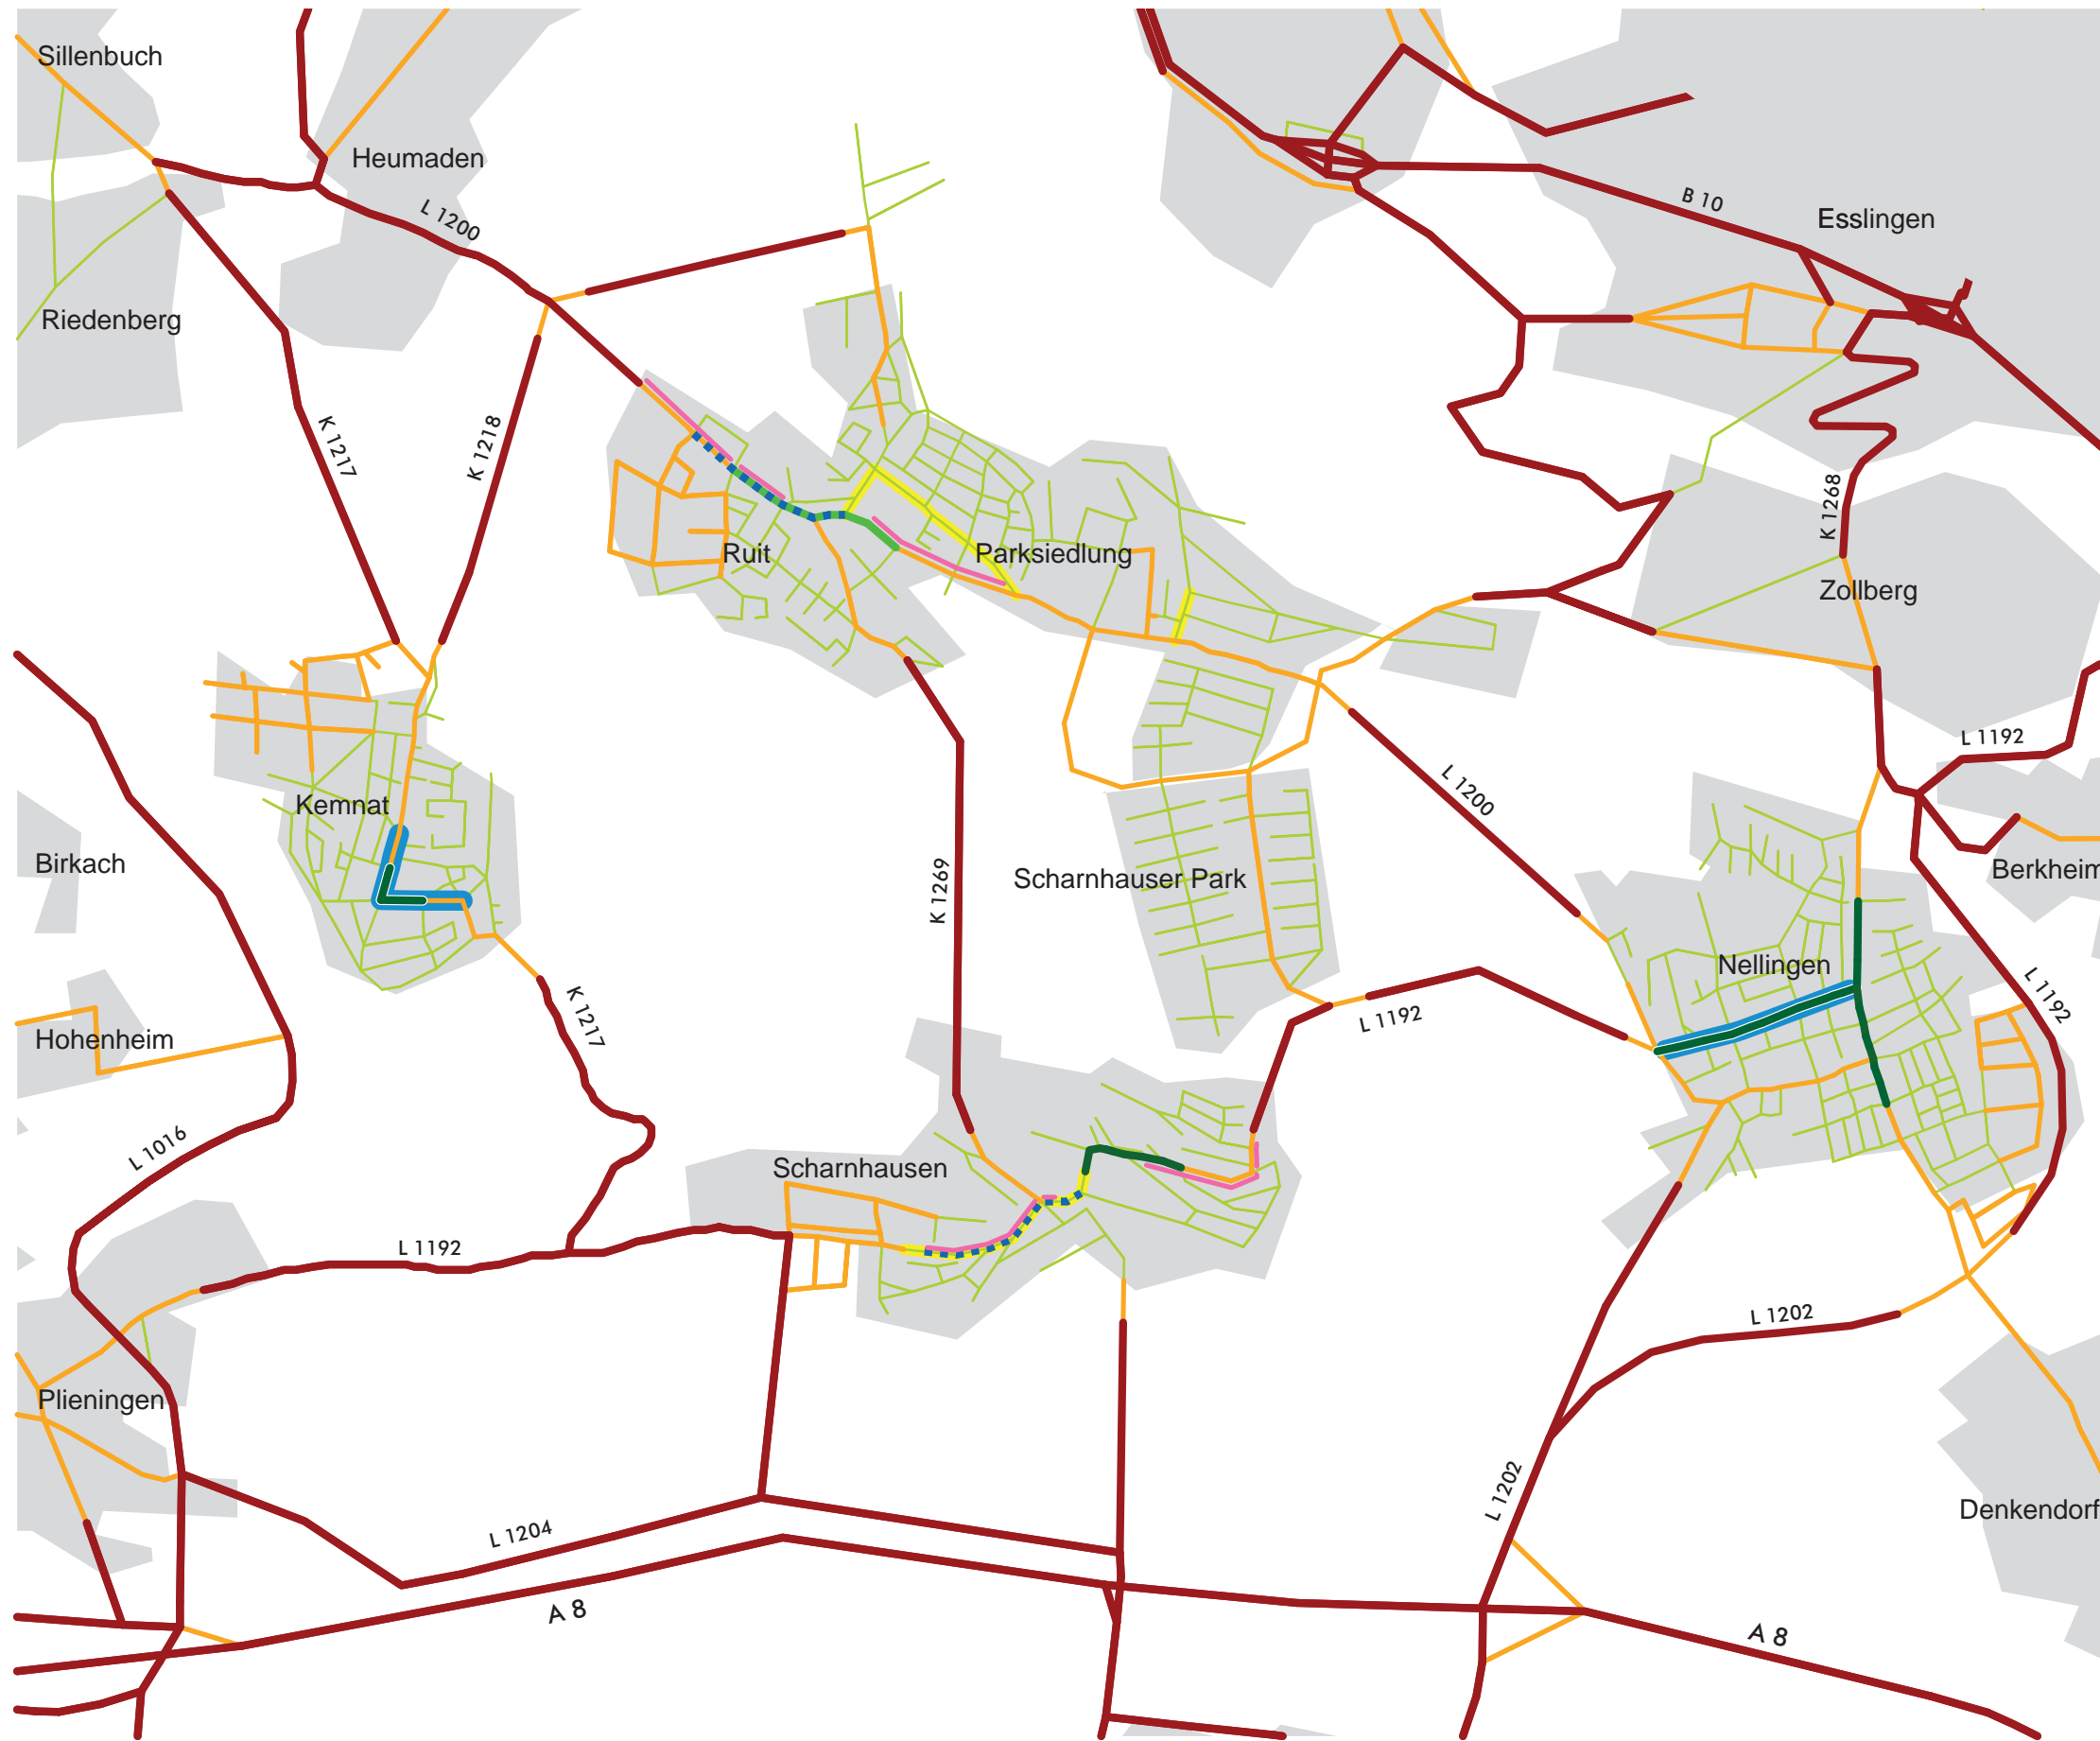 Sillenbuch
Heumaden
L 1200
B 10
Esslingen
Riedenberg
K 1217
K 1218
K 1268
Ruit
Parksiedlung
Zollberg
L 1192
Kemnat
L 1200
Birkach
K 1269
Scharnhauser Park
Berkheim
Nellingen
L 1192
Hohenheim
K 1217
L 1192
L 1016
Scharnhausen
L 1192
L 1202
Plieningen
L 1202
L 1204
Denkendorf
A 8
A 8